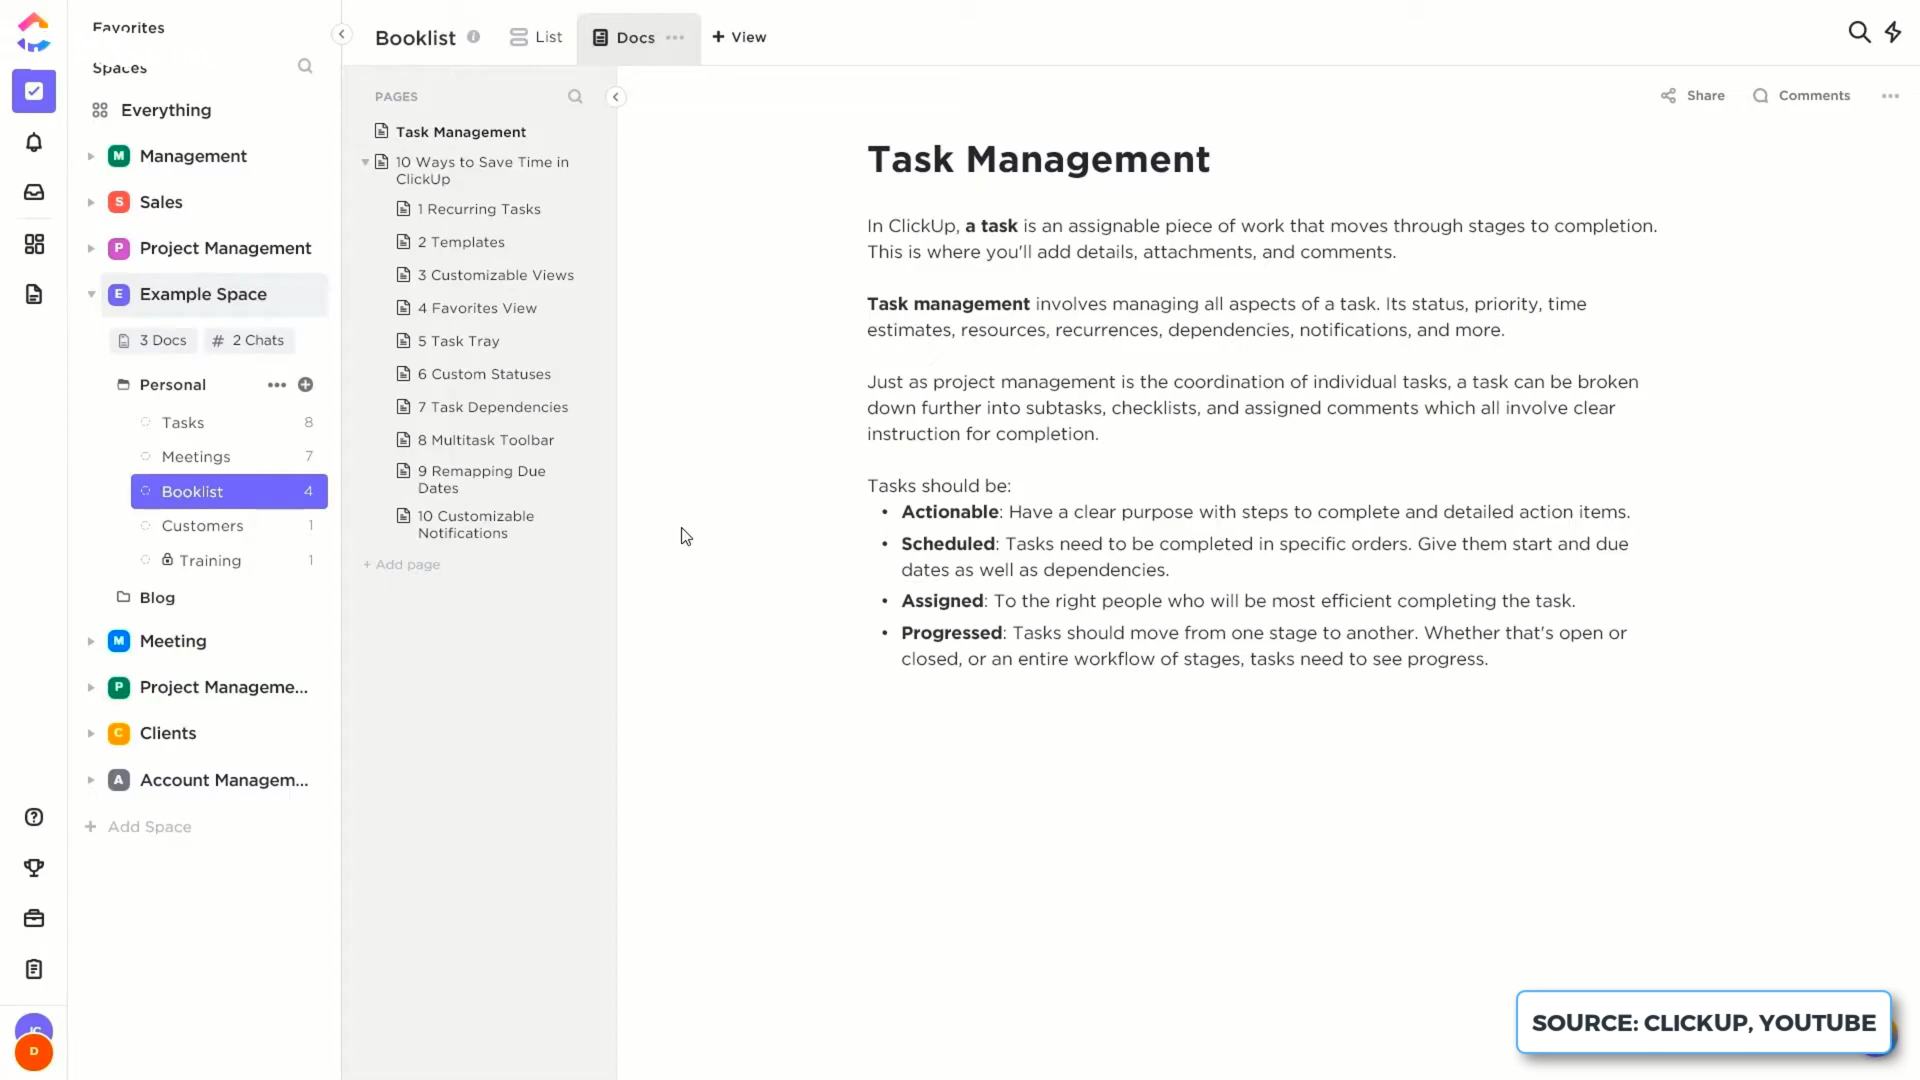 Favorites
Spaces
Everything
M Management
S Sales
P Project Management
E Example Space
3 Docs # 2 Chats
Personal
Tasks 8
Meetings 7
Booklist 4
Customers 1
Training 1
Blog
M Meeting
P Project Manageme...
C Clients
A Account Managem...
+ Add Space
D
Booklist
List
Docs
+ View
PAGES
Task Management
10 Ways to Save Time in
ClickUp
1 Recurring Tasks
2 Templates
3 Customizable Views
4 Favorites View
5 Task Tray
6 Custom Statuses
7 Task Dependencies
8 Multitask Toolbar
9 Remapping Due
Dates
10 Customizable
Notifications
+ Add page
Share
Comments
Task Management
In ClickUp, a task is an assignable piece of work that moves through stages to completion.
This is where you'll add details, attachments, and comments.
Task management involves managing all aspects of a task. Its status, priority, time
estimates, resources, recurrences, dependencies, notifications, and more.
Just as project management is the coordination of individual tasks, a task can be broken
down further into subtasks, checklists, and assigned comments which all involve clear
instruction for completion.
Tasks should be:
• Actionable: Have a clear purpose with steps to complete and detailed action items.
• Scheduled: Tasks need to be completed in specific orders. Give them start and due
dates as well as dependencies.
• Assigned: To the right people who will be most efficient completing the task.
• Progressed: Tasks should move from one stage to another. Whether that's open or
closed, or an entire workflow of stages, tasks need to see progress.
SOURCE: CLICKUP, YOUTUBE